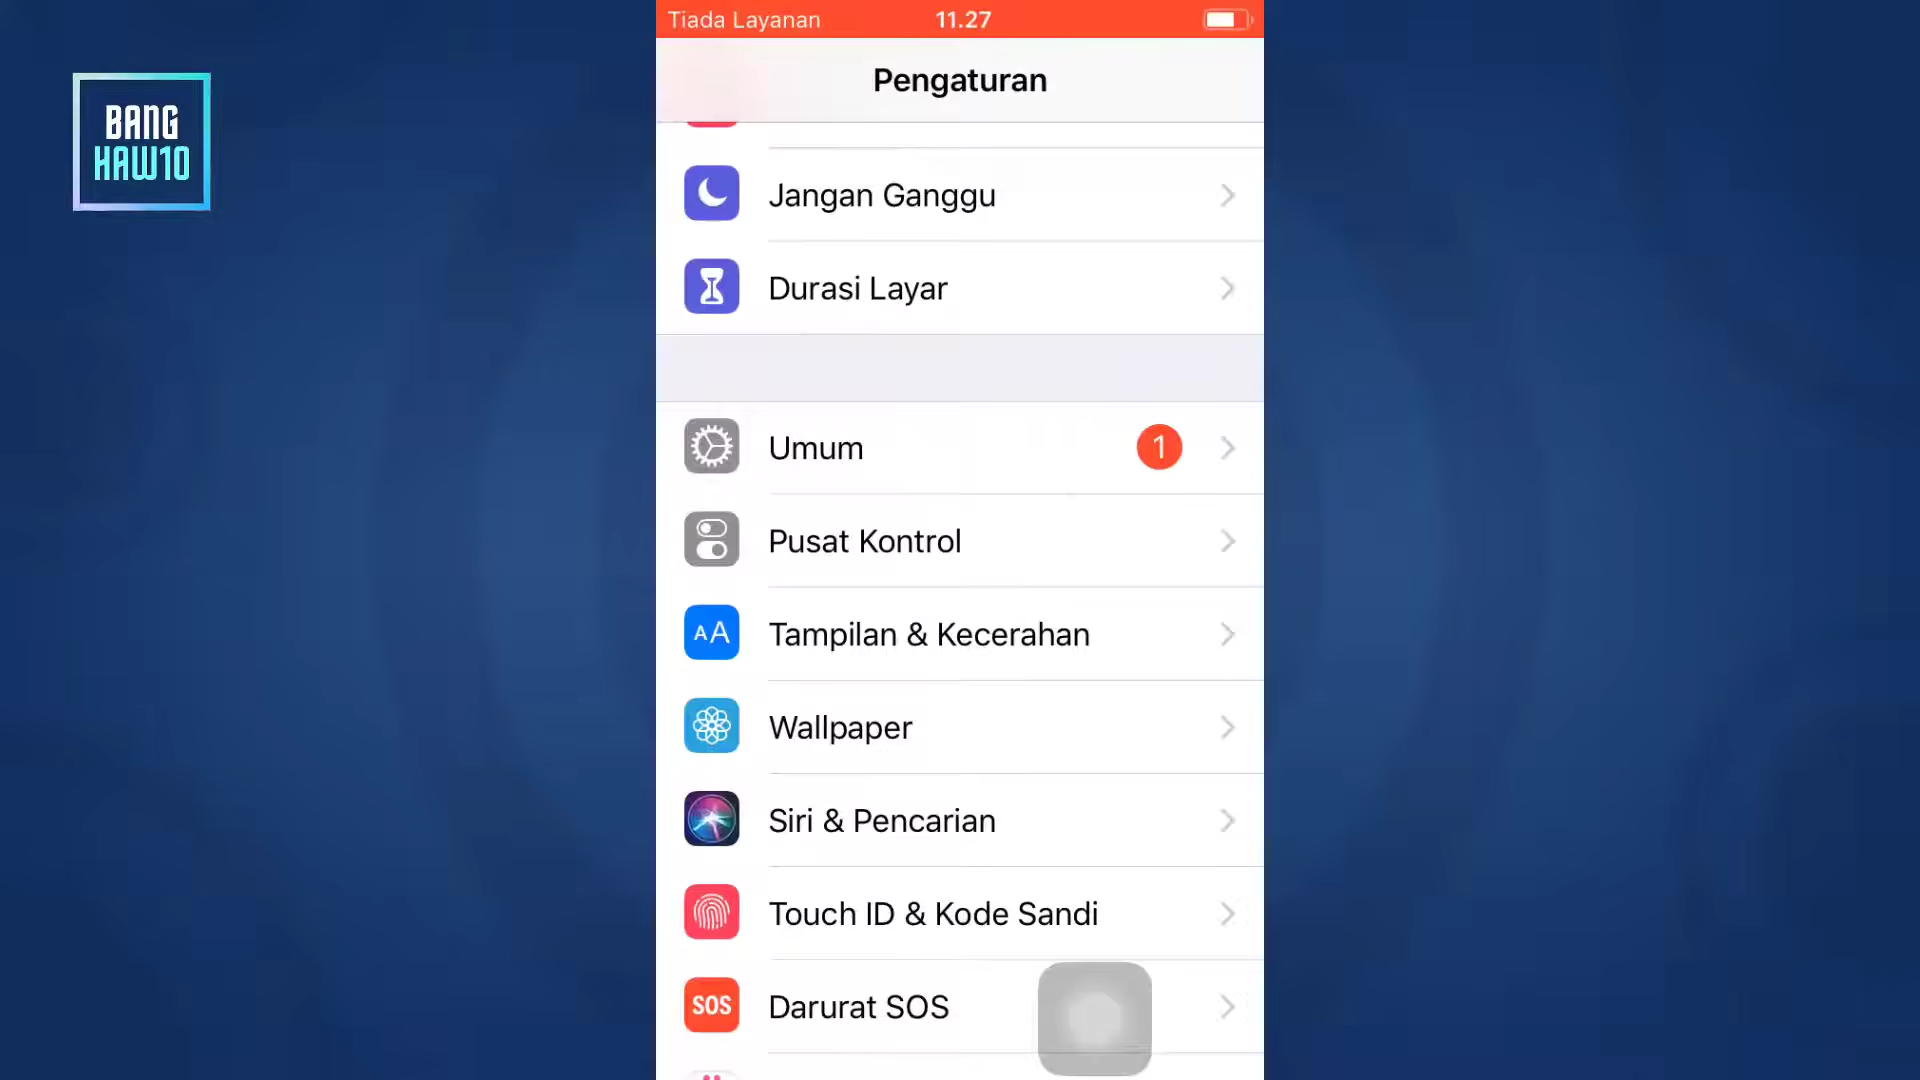 Tiada Layanan
11.27
BANG
HAW10
Pengaturan
Jangan Ganggu
Durasi Layar
Umum
1
Pusat Kontrol
AA
Tampilan & Kecerahan
Wallpaper
Siri & Pencarian
Touch ID & Kode Sandi
SOS
Darurat SOS